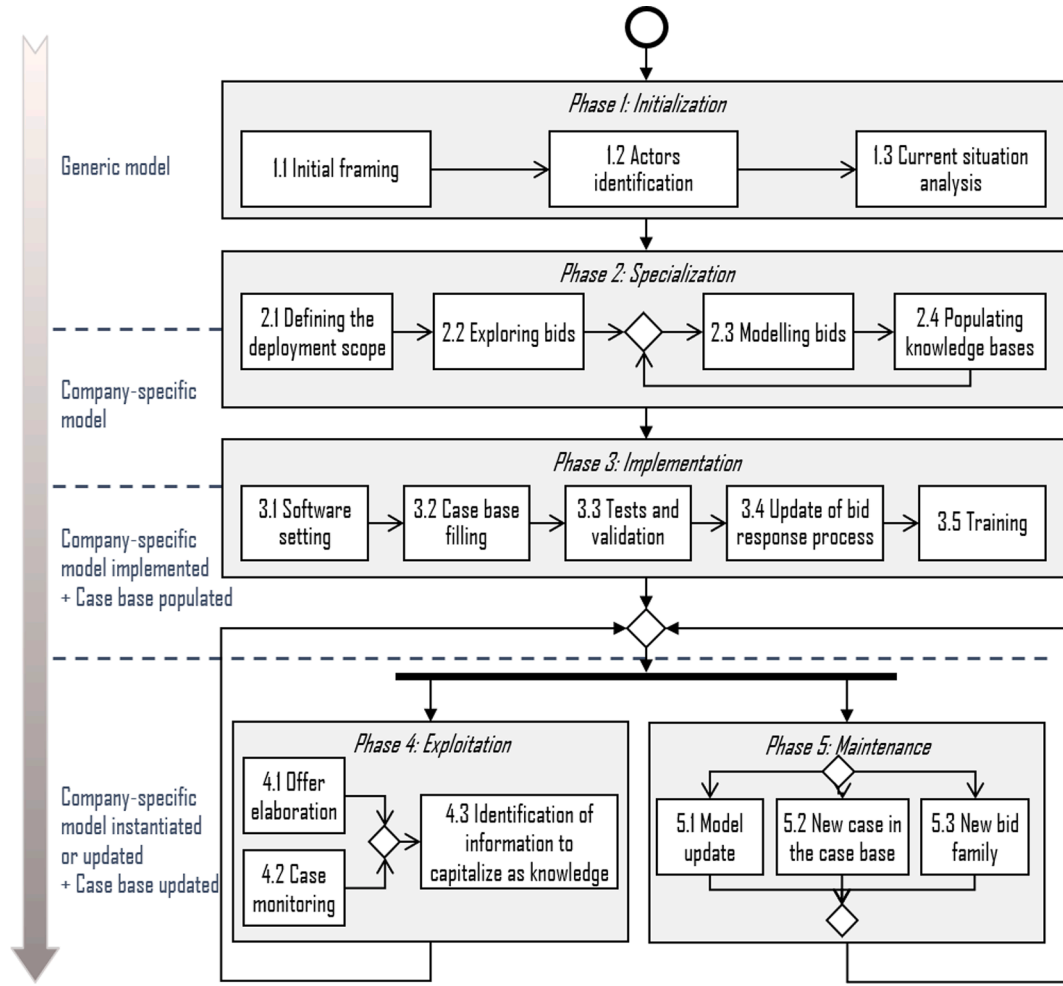 Phase 1: Initialization
Generic model
1.1 Initial framing
1.2 Actors
identification
1.3 Current situation
analysis
Phase 2: Specialization
2.1 Defining the
deployment scope
2.2 Exploring bids
2.3 Modelling bids
2.4 Populating
knowledge bases
Company-specific
model
Phase 3: Implementation
3.1 Software
setting
3.2 Case base
filling
3.3 Tests and
validation
3.4 Update of bid
response process
3.5 Training
Company-specific
model implemented
+ Case base populated
Phase 4: Exploitation
4.1 Offer
elaboration
4.2 Case
monitoring
4.3 Identification of
information to
capitalize as knowledge
Phase 5: Maintenance
5.1 Model
update
5.2 New case in
the case base
5.3 New bid
family
Company-specific
model instantiated
or updated
+ Case base updated